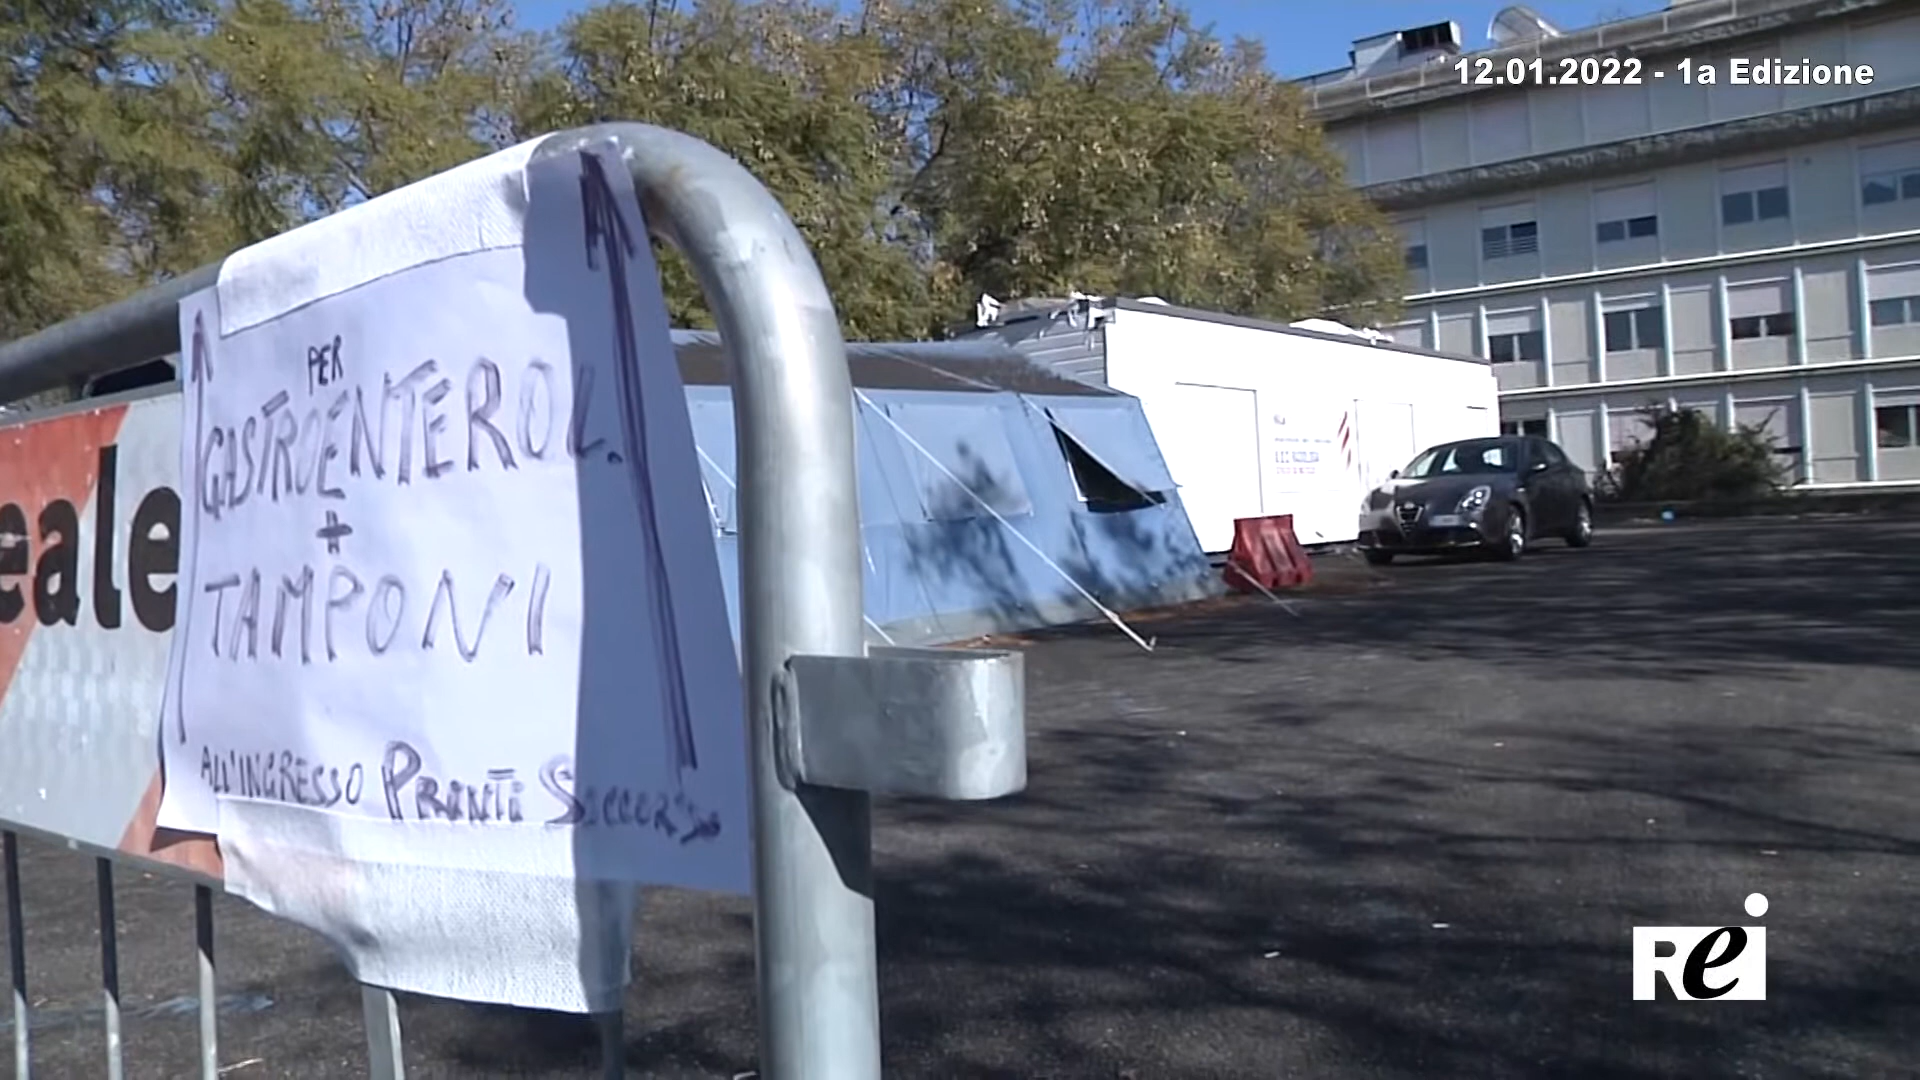 12.01.2022 - 1a Edizione
PER
GASTROENTEROL.
+
TAMPONI
ALL'INGRESSO PRONTO SOCCORSO
eale
Rei